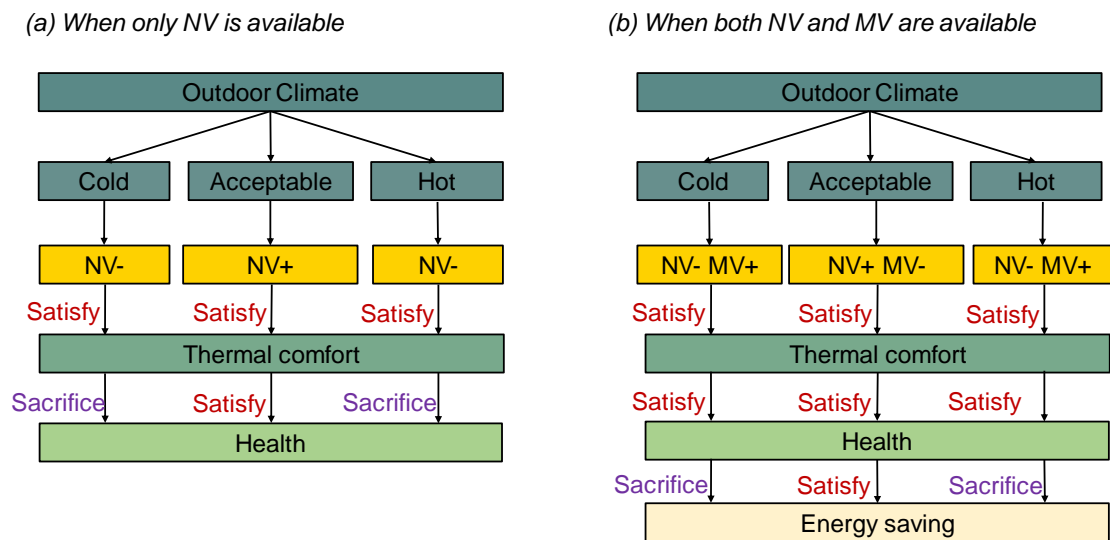 (a) When only NV is available
Outdoor Climate
Cold
Acceptable
Hot
NV-
NV+
NV-
Satisfy
Satisfy
Satisfy
Thermal comfort
Sacrifice
Satisfy
Sacrifice
Health
(b) When both NV and MV are available
Outdoor Climate
Cold
Acceptable
Hot
NV- MV+
NV+ MV-
NV- MV+
Satisfy
Satisfy
Satisfy
Thermal comfort
Satisfy
Satisfy
Satisfy
Health
Sacrifice
Satisfy
Sacrifice
Energy saving